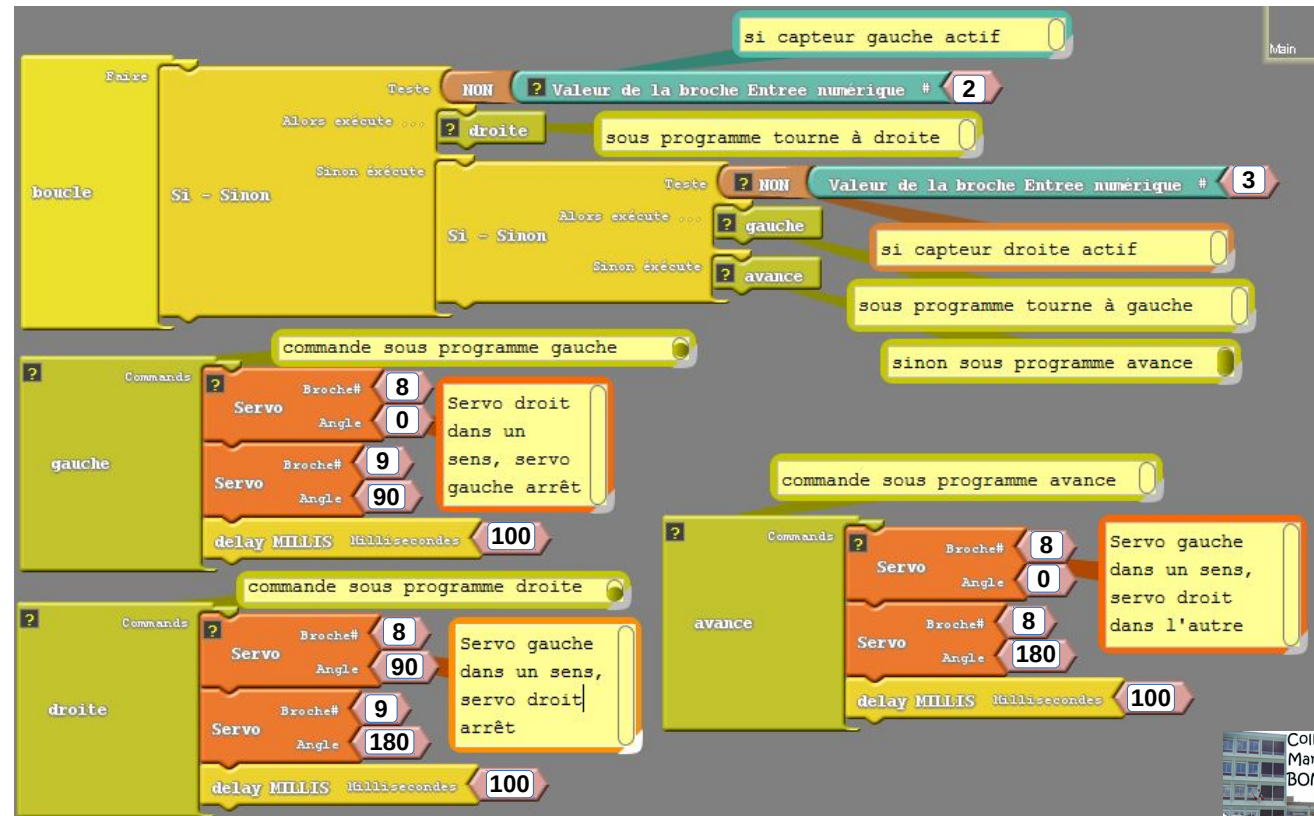 si capteur gauche actif
Main
Faire
Teste NON ? Valeur de la broche Entree numérique # 2
Alors exécute ... ? droite
sous programme tourne à droite
Sinon éxécute
boucle
Si - Sinon
Teste ? NON Valeur de la broche Entree numérique # 3
Alors exécute ... ? gauche
Si - Sinon
si capteur droite actif
Sinon éxécute ? avance
sous programme tourne à gauche
commande sous programme gauche
sinon sous programme avance
? Commands
? Broche# 8
Servo
Angle 0
Servo droit
dans un
sens, servo
gauche arrêt
gauche
Broche# 9
Servo
Angle 90
delay MILLIS Millisecondes 100
commande sous programme avance
? Commands
? Broche# 8
Servo
Angle 0
Servo gauche
dans un sens,
servo droit
dans l'autre
avance
Broche# 8
Servo
Angle 180
delay MILLIS Millisecondes 100
commande sous programme droite
? Commands
? Broche# 8
Servo
Angle 90
Servo gauche
dans un sens,
servo droit
arrêt
droite
Broche# 9
Servo
Angle 180
delay MILLIS Millisecondes 100